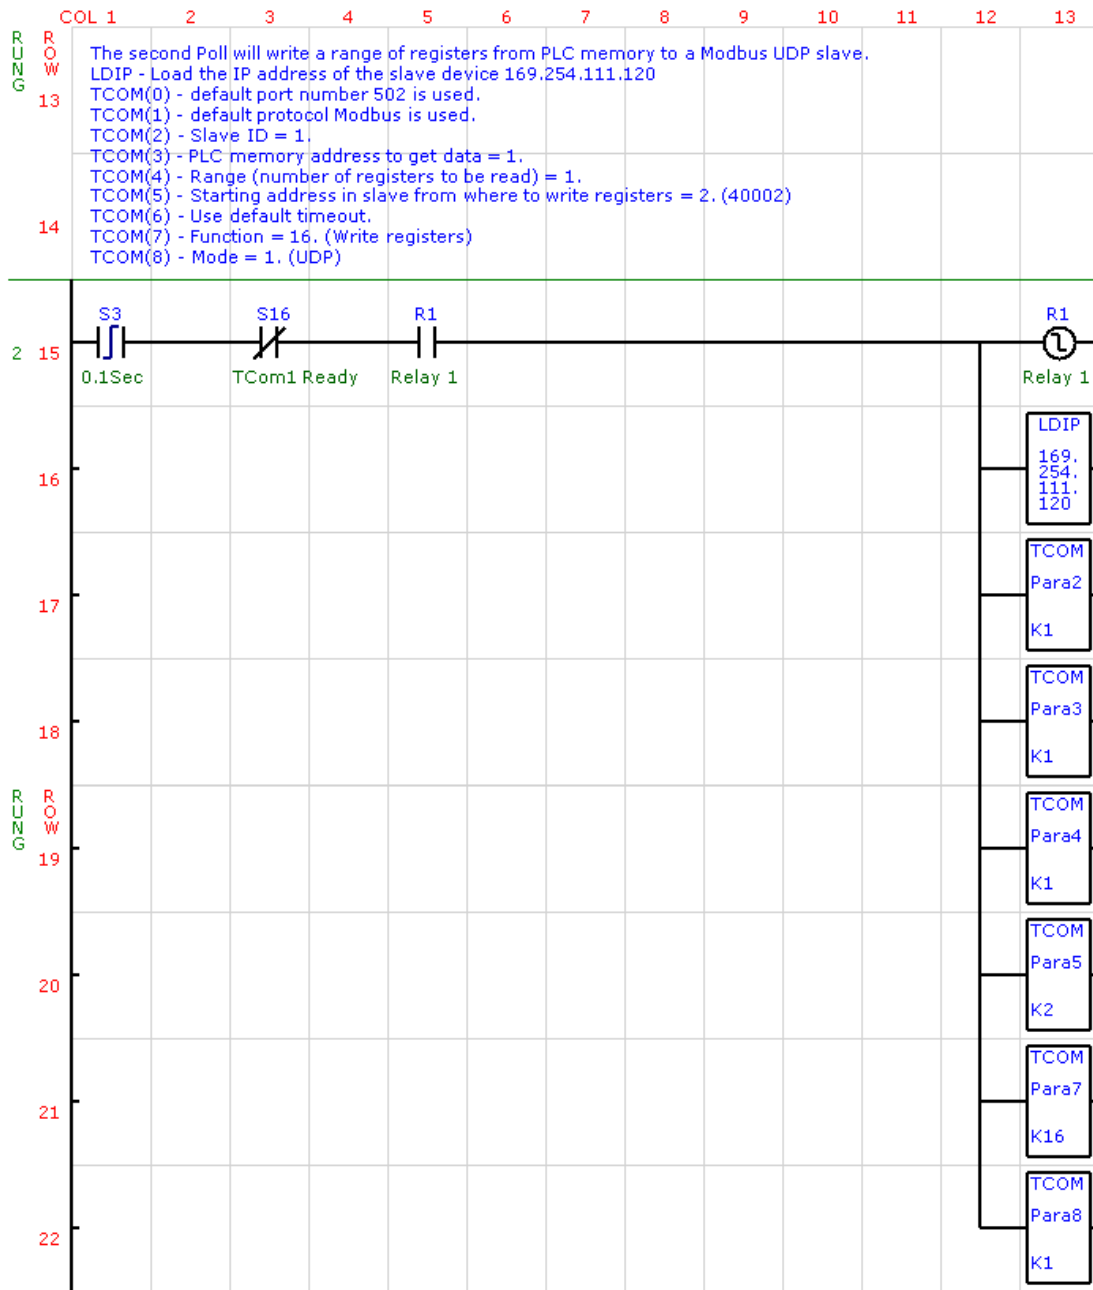 COL 1 2 3 4 5 6 7 8 9 10 11 12 13
RUNG
ROW
The second Poll will write a range of registers from PLC memory to a Modbus UDP slave.
LDIP - Load the IP address of the slave device 169.254.111.120
TCOM(0) - default port number 502 is used.
13
TCOM(1) - default protocol Modbus is used.
TCOM(2) - Slave ID = 1.
TCOM(3) - PLC memory address to get data = 1.
TCOM(4) - Range (number of registers to be read) = 1.
TCOM(5) - Starting address in slave from where to write registers = 2. (40002)
TCOM(6) - Use default timeout.
14
TCOM(7) - Function = 16. (Write registers)
TCOM(8) - Mode = 1. (UDP)
S3 S16 R1 R1
2 15
0.1Sec TCom1 Ready Relay 1 Relay 1
16
LDIP
169.
254.
111.
120
17
TCOM
Para2
K1
18
TCOM
Para3
K1
RUNG
ROW
19
TCOM
Para4
K1
20
TCOM
Para5
K2
21
TCOM
Para7
K16
22
TCOM
Para8
K1